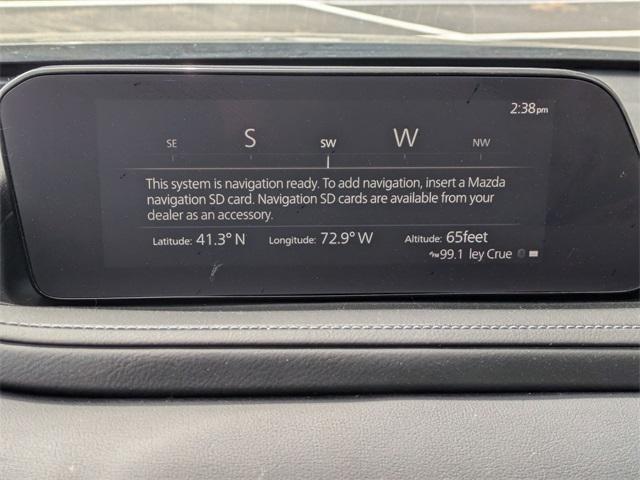 2:38pm
SE S SW W NW
This system is navigation ready. To add navigation, insert a Mazda
navigation SD card. Navigation SD cards are available from your
dealer as an accessory.
Latitude: 41.3° N Longitude: 72.9° W Altitude: 65feet
99.1 ley Crue